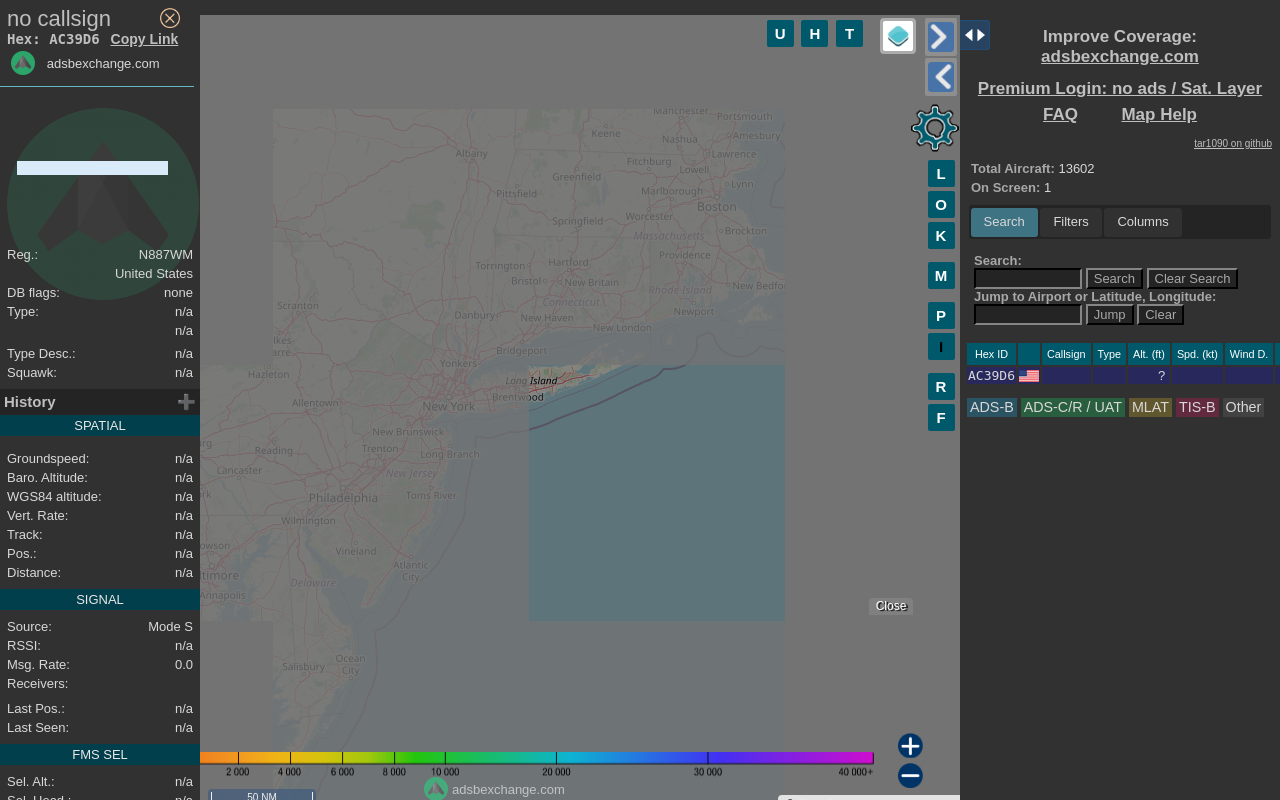 no callsign
Hex: AC39D6 Copy Link
adsbexchange.com
Reg.: N887WM
United States
DB flags: none
Type: n/a
n/a
Type Desc.: n/a
Squawk: n/a
History
SPATIAL
Groundspeed: n/a
Baro. Altitude: n/a
WGS84 altitude: n/a
Vert. Rate: n/a
Track: n/a
Pos.: n/a
Distance: n/a
SIGNAL
Source: Mode S
RSSI: n/a
Msg. Rate: 0.0
Receivers:
Last Pos.: n/a
Last Seen: n/a
FMS SEL
Sel. Alt.: n/a
Sel. Head.: n/a
U H T
L
O
K
M
P
I
R
F
Manchester
Portsmouth
Keene
Nashua
Amesbury
Albany
Fitchburg
Lawrence
Lowell
Greenfield
Pittsfield
Marlborough
Lynn
Worcester
Boston
Springfield
Massachusetts
Brockton
Hartford
Providence
Torrington
Bristol
New Britain
Rhode Island
New Bedfo
Scranton
Connecticut
Danbury
New Haven
Newport
New London
lkes-
arre
Bridgeport
Yonkers
Hazleton
Long Island
Brentwood
Allentown
New York
New Brunswick
Reading
Trenton
Long Branch
Lancaster
New Jersey
Philadelphia
Toms River
Wilmington
Vineland
Atlantic
City
ltimore
Delaware
Annapolis
Ocean
City
Salisbury
Close
2 000 4 000 6 000 8 000 10 000 20 000 30 000 40 000+
adsbexchange.com
50 NM
Improve Coverage:
adsbexchange.com
Premium Login: no ads / Sat. Layer
FAQ Map Help
tar1090 on github
Total Aircraft: 13602
On Screen: 1
Search Filters Columns
Search:
Search Clear Search
Jump to Airport or Latitude, Longitude:
Jump Clear
Hex ID Callsign Type Alt. (ft) Spd. (kt) Wind D.
AC39D6 ?
ADS-B ADS-C/R / UAT MLAT TIS-B Other